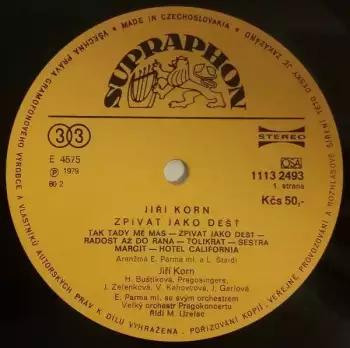 MADE IN CZECHOSLOVAKIA
VŠECHNA PRÁVA GRAMOFONOVÉHO VÝROBCE A VLASTNÍKŮ AUTORSKÝCH PRÁV K DÍLU VYHRAŽENA. POŘIZOVÁNÍ KOPIÍ, VEŘEJNÉ PROVOZOVÁNÍ A ROZHLASOVÉ ŠÍŘENÍ TÉTO DESKY JE ZAKÁZÁNO
SUPRAPHON
33
STEREO
E 4575
Ⓟ 1979
80 2
OSA
1113 2493
1. strana
Kčs 50,-
JIŘÍ KORN
ZPÍVAT JAKO DÉŠŤ
TAK TADY MĚ MÁŠ — ZPÍVAT JAKO DÉŠŤ —
RADOST AŽ DO RÁNA — TOLIKRÁT — SESTRA
MARGIT — HOTEL CALIFORNIA
Aranžmá E. Parma ml. a L. Štaidl
Jiří Korn
H. Buštíková, Pragosingers,
J. Zelenková, V. Kahovcová, J. Gerlová
E. Parma ml. se svým orchestrem
Velký orchestr Pragokoncertu
Řídí M. Uzelac